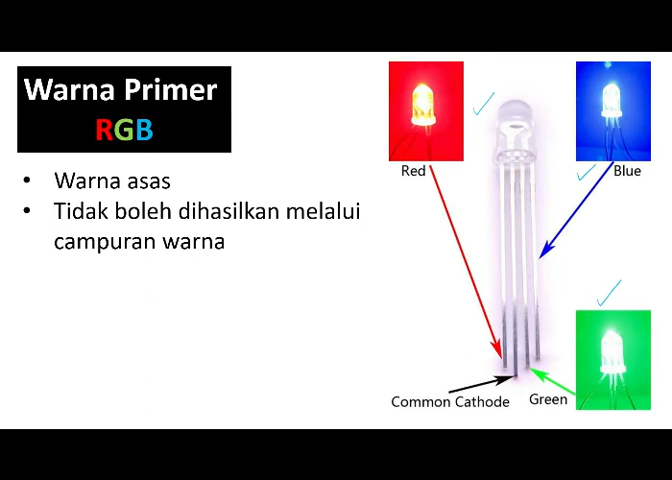 Warna Primer
RGB
• Warna asas
• Tidak boleh dihasilkan melalui
campuran warna
Red
Blue
Common Cathode
Green